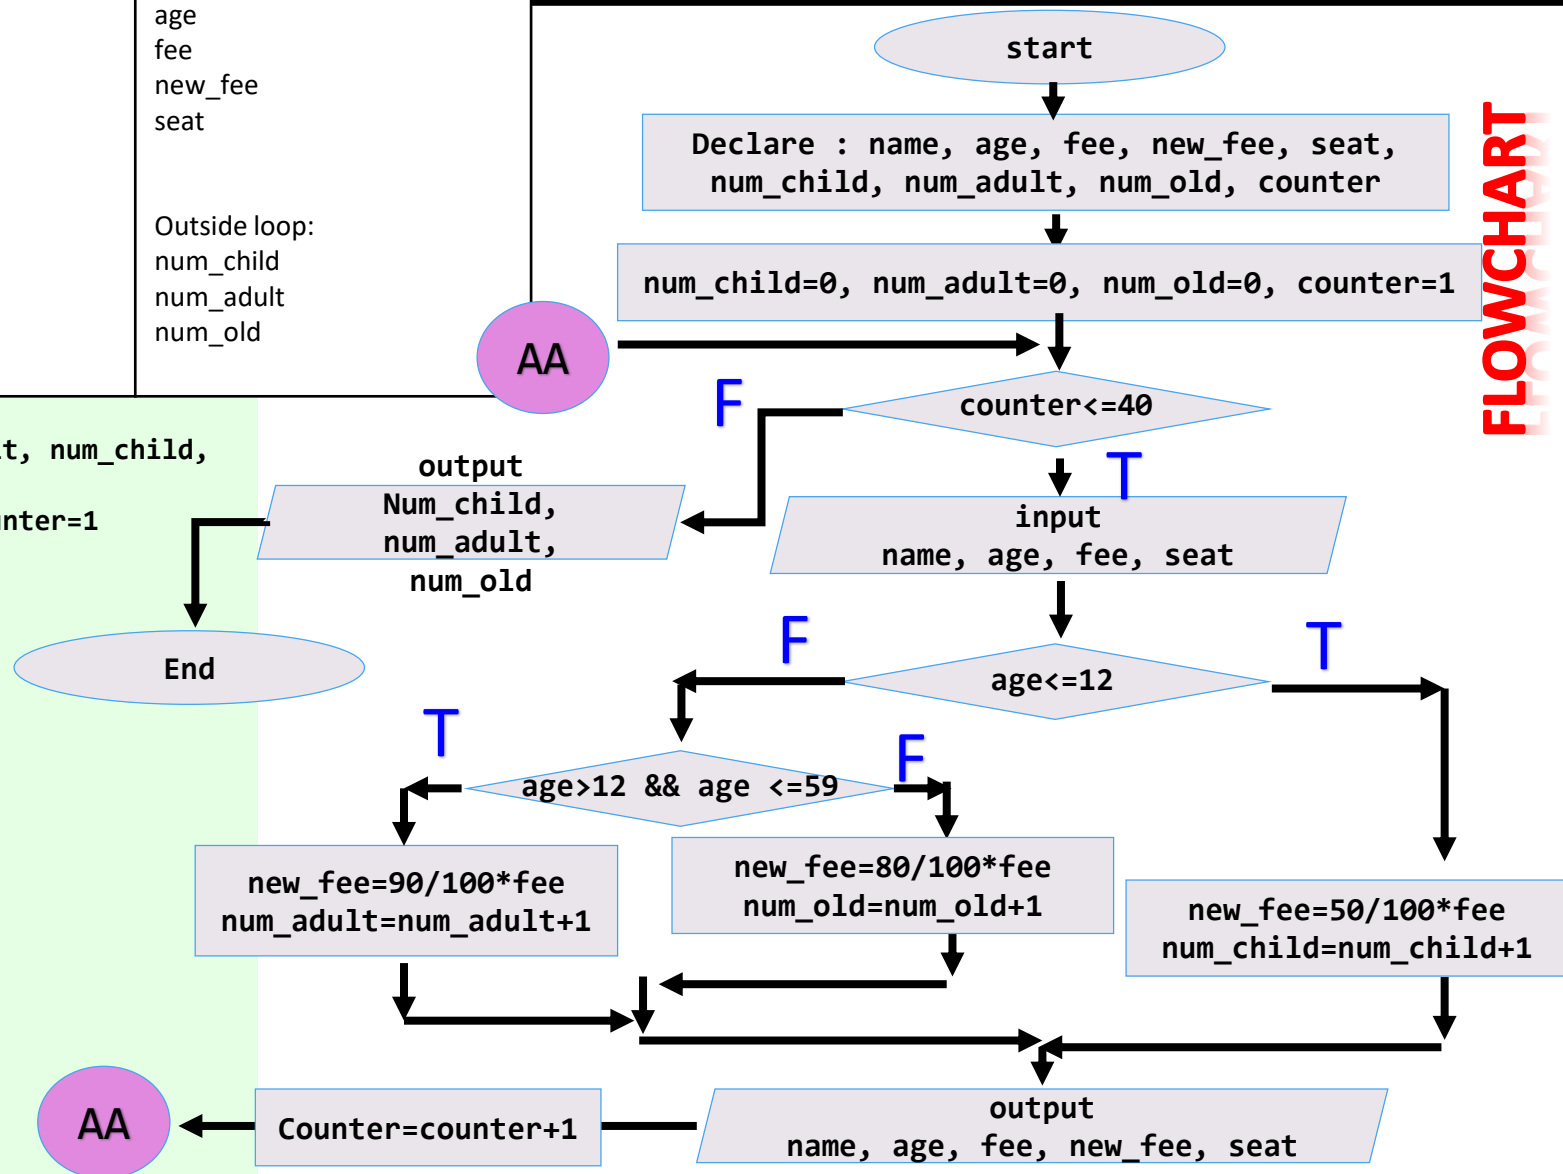 age
fee
new_fee
seat
Outside loop:
num_child
num_adult
num_old
lt, num_child,
nter=1
FLOWCHART
start
Declare : name, age, fee, new_fee, seat,
num_child, num_adult, num_old, counter
num_child=0, num_adult=0, num_old=0, counter=1
AA
counter<=40
F
T
output
Num_child,
num_adult,
num_old
End
input
name, age, fee, seat
age<=12
F
T
age>12 && age <=59
T
F
new_fee=90/100*fee
num_adult=num_adult+1
new_fee=80/100*fee
num_old=num_old+1
new_fee=50/100*fee
num_child=num_child+1
output
name, age, fee, new_fee, seat
Counter=counter+1
AA